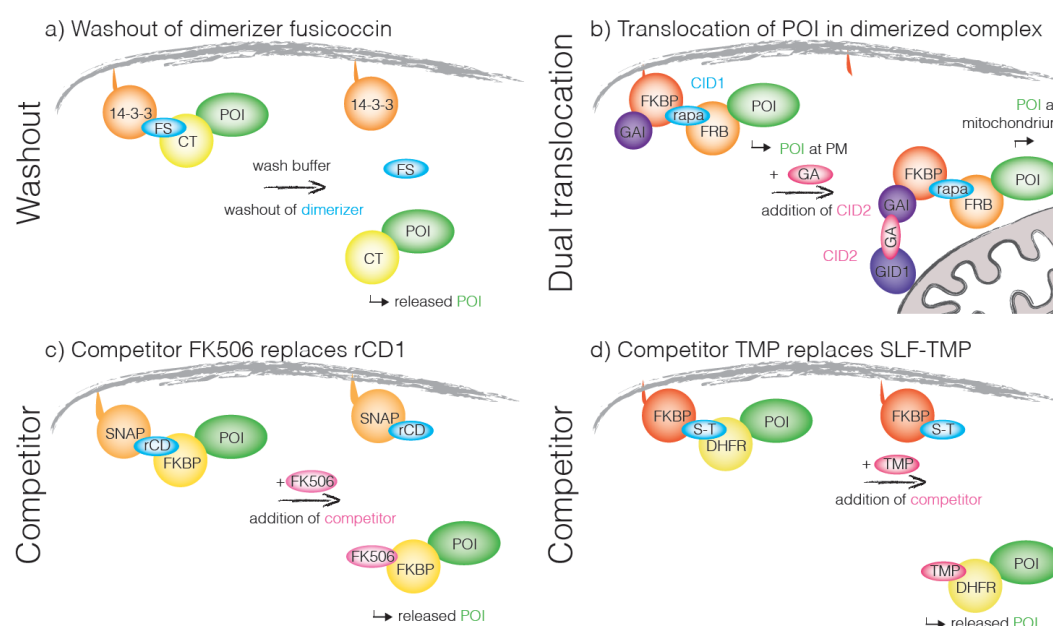 a) Washout of dimerizer fusicoccin
Washout
14-3-3
FS
CT
POI
wash buffer
washout of dimerizer
14-3-3
FS
POI
CT
released POI
b) Translocation of POI in dimerized complex
Dual translocation
FKBP
CID1
rapa
POI
GAI
FRB
POI at PM
+ GA
addition of CID2
POI a
mitochondrium
FKBP
rapa
POI
GAI
FRB
GA
CID2
GID1
c) Competitor FK506 replaces rCD1
Competitor
SNAP
rCD
FKBP
POI
+ FK506
addition of competitor
SNAP
rCD
POI
FK506
FKBP
released POI
d) Competitor TMP replaces SLF-TMP
Competitor
FKBP
S-T
DHFR
POI
+ TMP
addition of competitor
FKBP
S-T
POI
TMP
DHFR
released POI